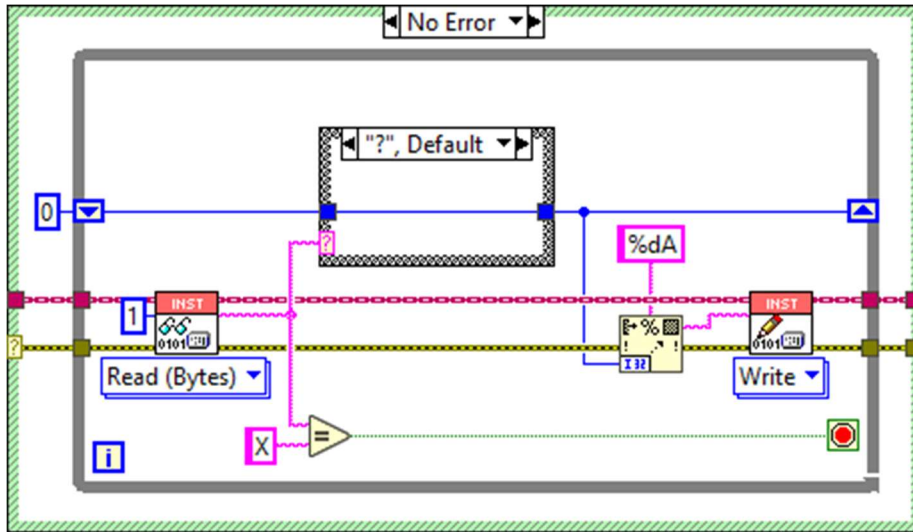 No Error
"?", Default
0
?
%dA
INST
1
0101
Read (Bytes)
?
%
I32
INST
0101
Write
X
=
i